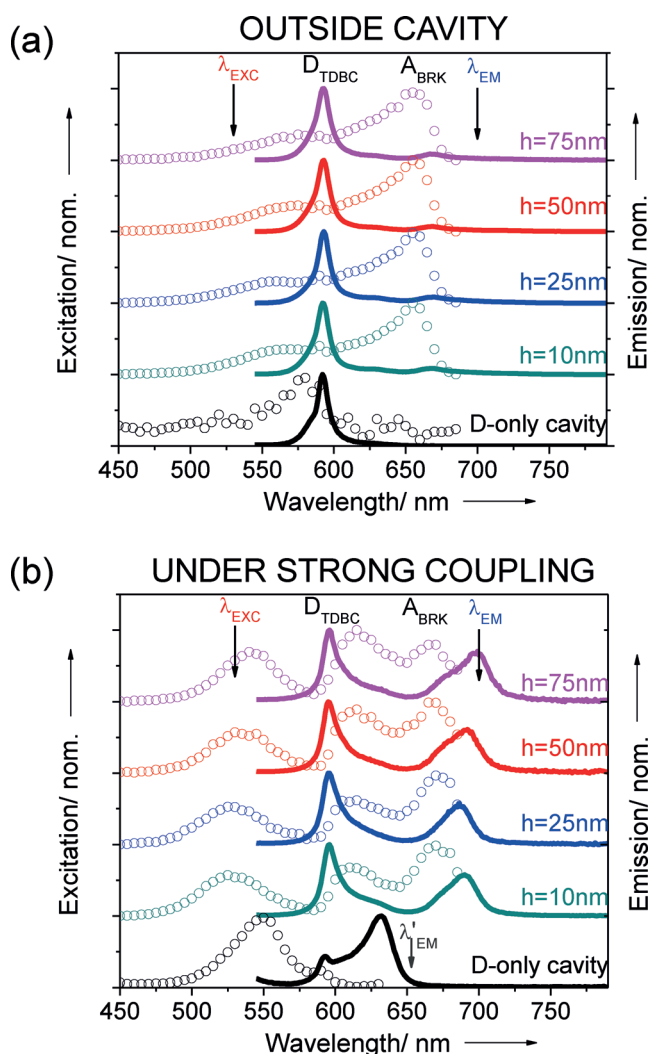 OUTSIDE CAVITY
(a)
λEXC DTDBC ABRK λEM
h=75nm
h=50nm
h=25nm
h=10nm
D-only cavity
Excitation/ nom.
Emission/ nom.
450 500 550 600 650 700 750
Wavelength/ nm
UNDER STRONG COUPLING
(b)
λEXC DTDBC ABRK λEM
h=75nm
h=50nm
h=25nm
h=10nm
λ'EM
D-only cavity
Excitation/ nom.
Emission/ nom.
450 500 550 600 650 700 750
Wavelength/ nm